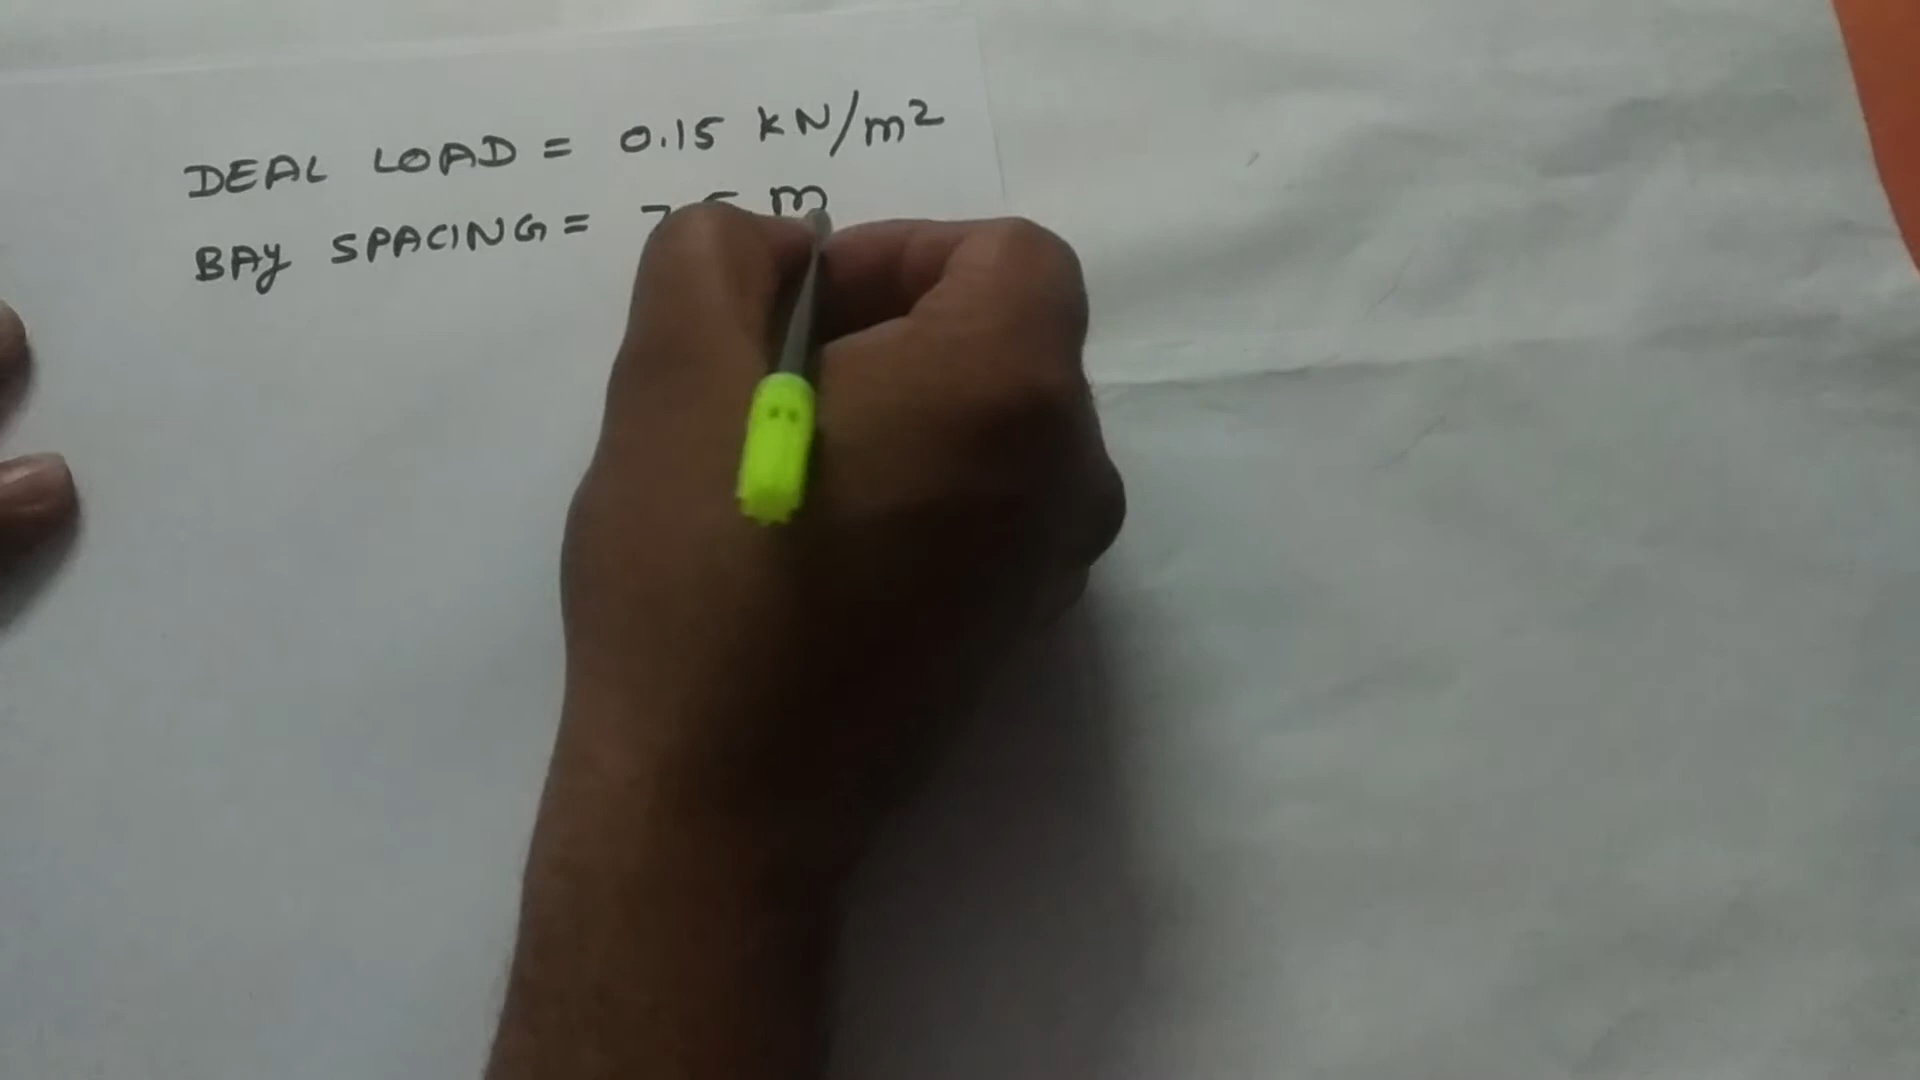 DEAL LOAD = 0.15 KN/m²
BAY SPACING = m